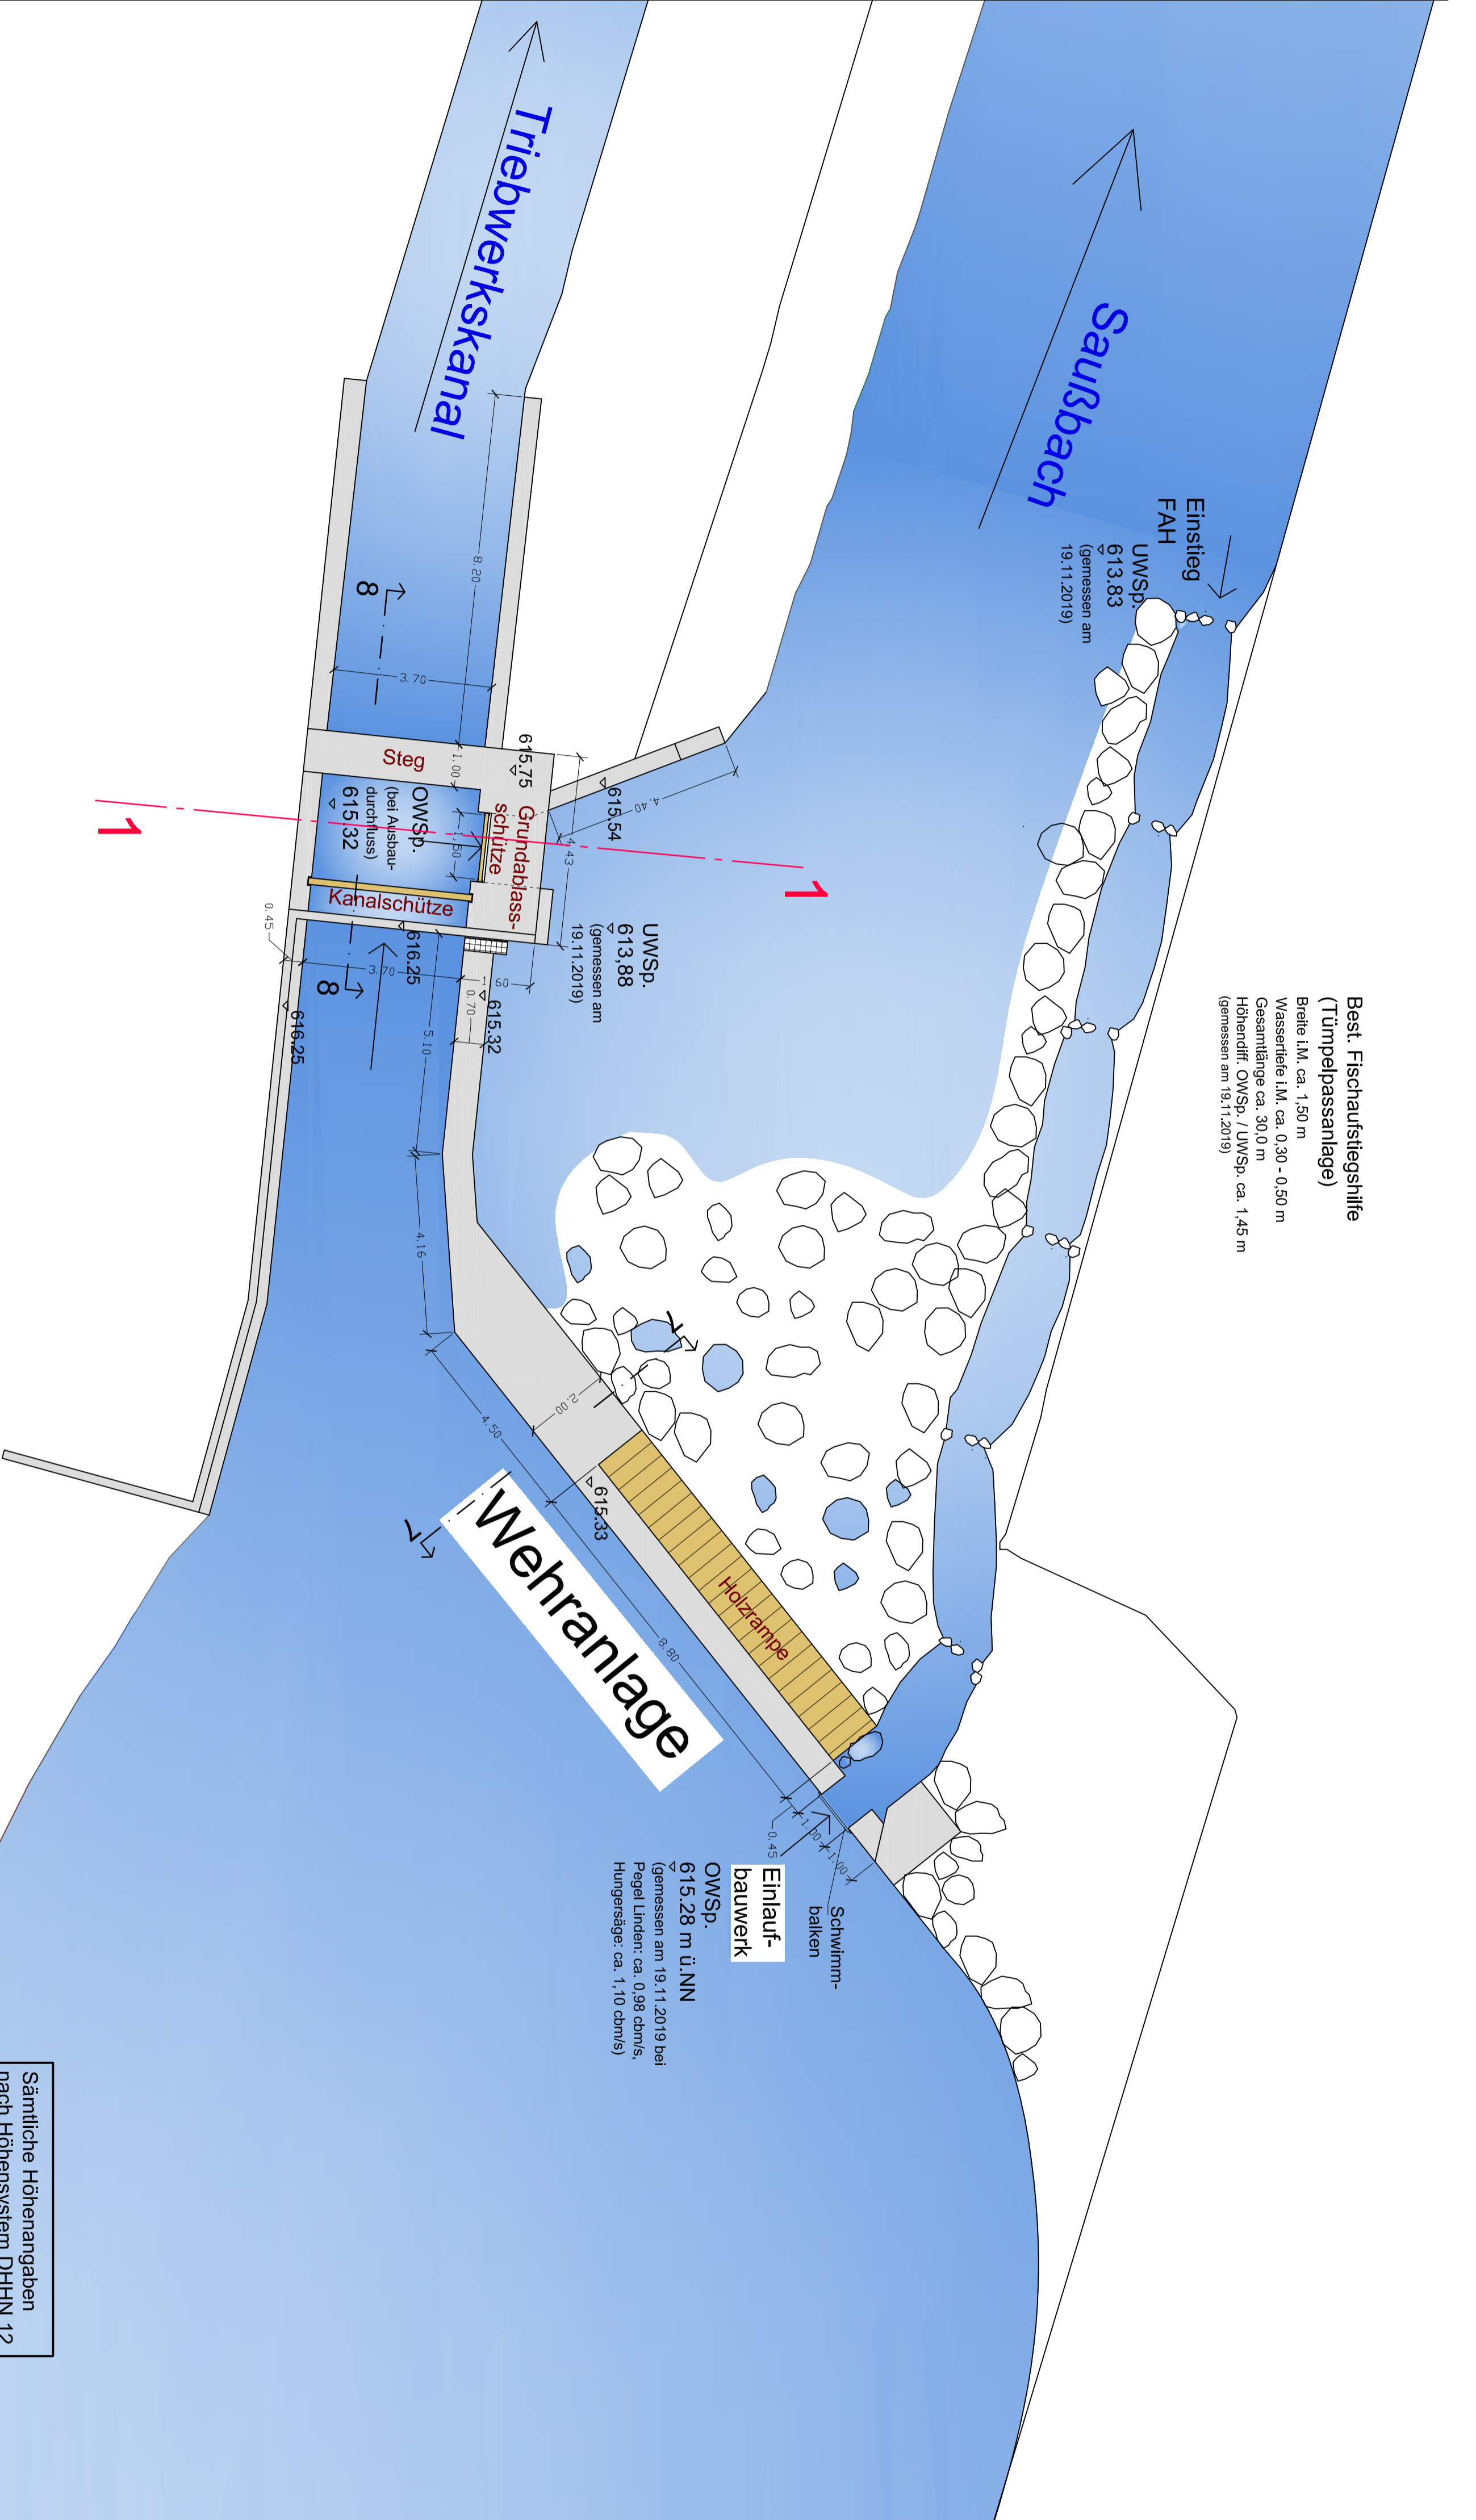 Best. Fischaufstiegshilfe
(Tümpelpassanlage)
Breite i.M. ca. 1,50 m
Wassertiefe i.M. ca. 0,30 - 0,50 m
Gesamtlänge ca. 30,0 m
Höhendiff. OWSp. / UWSp. ca. 1,45 m
(gemessen am 19.11.2019)
Einstieg
FAH
UWSp.
613.83
(gemessen am
19.11.2019)
Saußbach
Triebwerkskanal
8.20
3.70
8
Steg
1.00
615.75
Grundablass-
schütze
615.54
4.40
4.43
1
1
OWSp.
(bei Ausbau-
durchfluss)
615.32
1.50
Kanalschütze
0.45
616.25
3.70
8
616.25
UWSp.
613,88
(gemessen am
19.11.2019)
1.60
0.70
615.32
5.10
4.16
7
2.00
4.50
615.33
7
Holzrampe
Wehranlage
8.80
0.45
1.00
1.00
Schwimm-
balken
Einlauf-
bauwerk
OWSp.
615.28 m ü.NN
(gemessen am 19.11.2019 bei
Pegel Linden: ca. 0,98 cbm/s,
Hungersäge: ca. 1,10 cbm/s)
Sämtliche Höhenangaben
nach Höhensystem DHHN 12